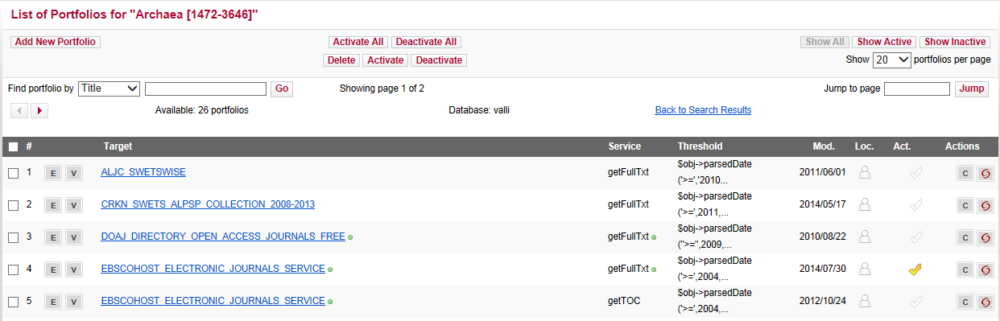 List of Portfolios for "Archaea [1472-3646]"
Add New Portfolio Activate All Deactivate All Show All Show Active Show Inactive
Delete Activate Deactivate Show 20 portfolios per page
Find portfolio by Title Go Showing page 1 of 2 Jump to page Jump
Available: 26 portfolios Database: valli Back to Search Results
# Target Service Threshold Mod. Loc. Act. Actions
1 E V ALJC_SWETSWISE getFullTxt $obj->parsedDate 2011/06/01 C
('>=','2010...
2 E V CRKN_SWETS_ALPSP_COLLECTION_2008-2013 getFullTxt $obj->parsedDate 2014/05/17 C
('>=',2011,...
3 E V DOAJ_DIRECTORY_OPEN_ACCESS_JOURNALS_FREE getFullTxt $obj->parsedDate 2010/08/22 C
(">=",2009,...
4 E V EBSCOHOST_ELECTRONIC_JOURNALS_SERVICE getFullTxt $obj->parsedDate 2014/07/30 C
('>=',2004,...
5 E V EBSCOHOST_ELECTRONIC_JOURNALS_SERVICE getTOC $obj->parsedDate 2012/10/24 C
('>=',2004,...